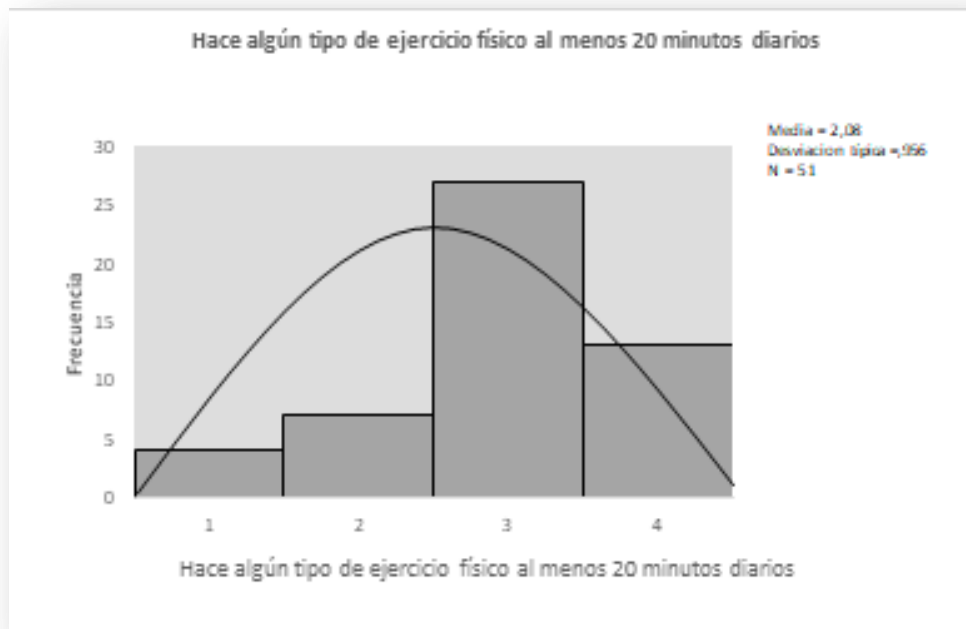 Hace algún tipo de ejercicio físico al menos 20 minutos diarios
Media = 2,08
Desviacion típica =,956
N = 51
30
25
20
15
10
5
0
Frecuencia
1 2 3 4
Hace algún tipo de ejercicio físico al menos 20 minutos diarios